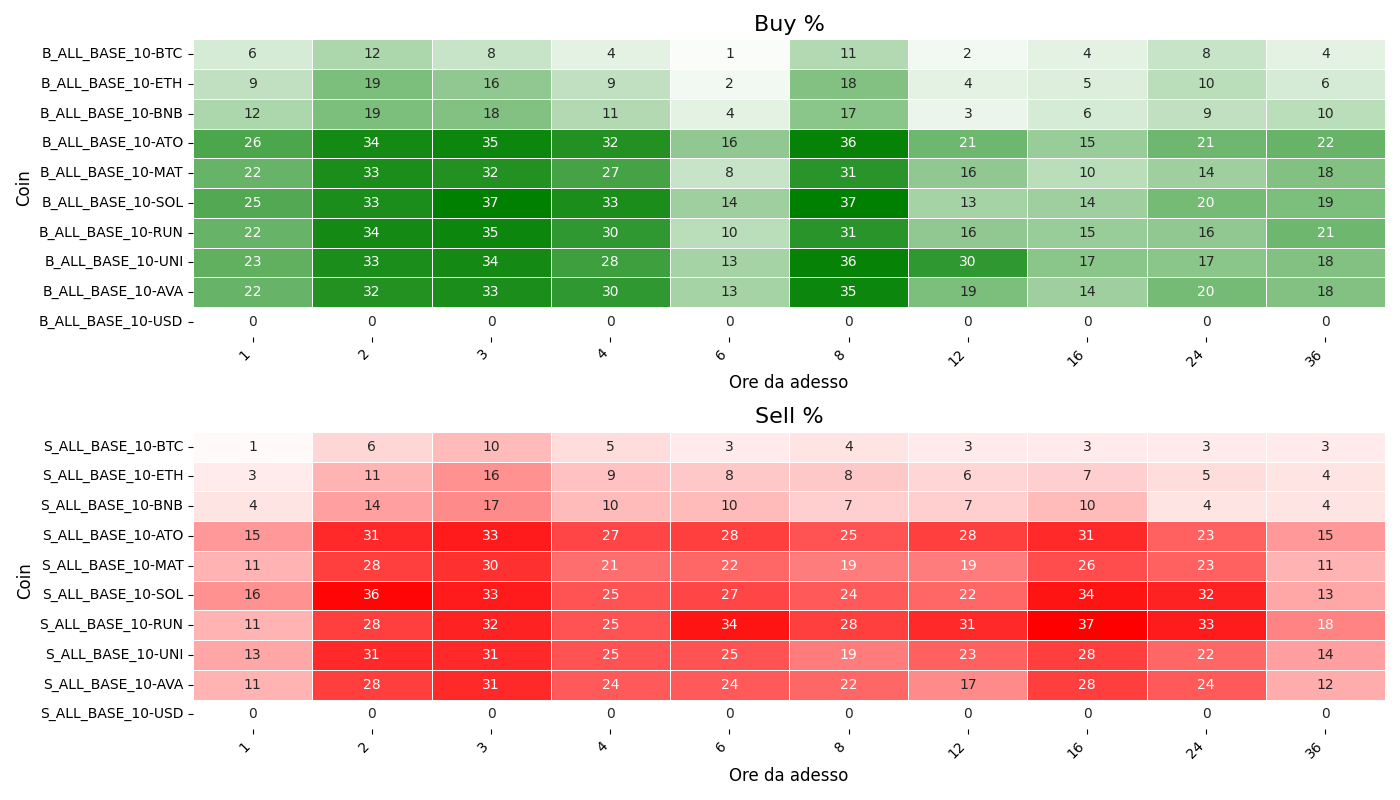 Buy %
Coin
B_ALL_BASE_10-BTC 6 12 8 4 1 11 2 4 8 4
B_ALL_BASE_10-ETH 9 19 16 9 2 18 4 5 10 6
B_ALL_BASE_10-BNB 12 19 18 11 4 17 3 6 9 10
B_ALL_BASE_10-ATO 26 34 35 32 16 36 21 15 21 22
B_ALL_BASE_10-MAT 22 33 32 27 8 31 16 10 14 18
B_ALL_BASE_10-SOL 25 33 37 33 14 37 13 14 20 19
B_ALL_BASE_10-RUN 22 34 35 30 10 31 16 15 16 21
B_ALL_BASE_10-UNI 23 33 34 28 13 36 30 17 17 18
B_ALL_BASE_10-AVA 22 32 33 30 13 35 19 14 20 18
B_ALL_BASE_10-USD 0 0 0 0 0 0 0 0 0 0
1 2 3 4 6 8 12 16 24 36
Ore da adesso
Sell %
Coin
S_ALL_BASE_10-BTC 1 6 10 5 3 4 3 3 3 3
S_ALL_BASE_10-ETH 3 11 16 9 8 8 6 7 5 4
S_ALL_BASE_10-BNB 4 14 17 10 10 7 7 10 4 4
S_ALL_BASE_10-ATO 15 31 33 27 28 25 28 31 23 15
S_ALL_BASE_10-MAT 11 28 30 21 22 19 19 26 23 11
S_ALL_BASE_10-SOL 16 36 33 25 27 24 22 34 32 13
S_ALL_BASE_10-RUN 11 28 32 25 34 28 31 37 33 18
S_ALL_BASE_10-UNI 13 31 31 25 25 19 23 28 22 14
S_ALL_BASE_10-AVA 11 28 31 24 24 22 17 28 24 12
S_ALL_BASE_10-USD 0 0 0 0 0 0 0 0 0 0
1 2 3 4 6 8 12 16 24 36
Ore da adesso